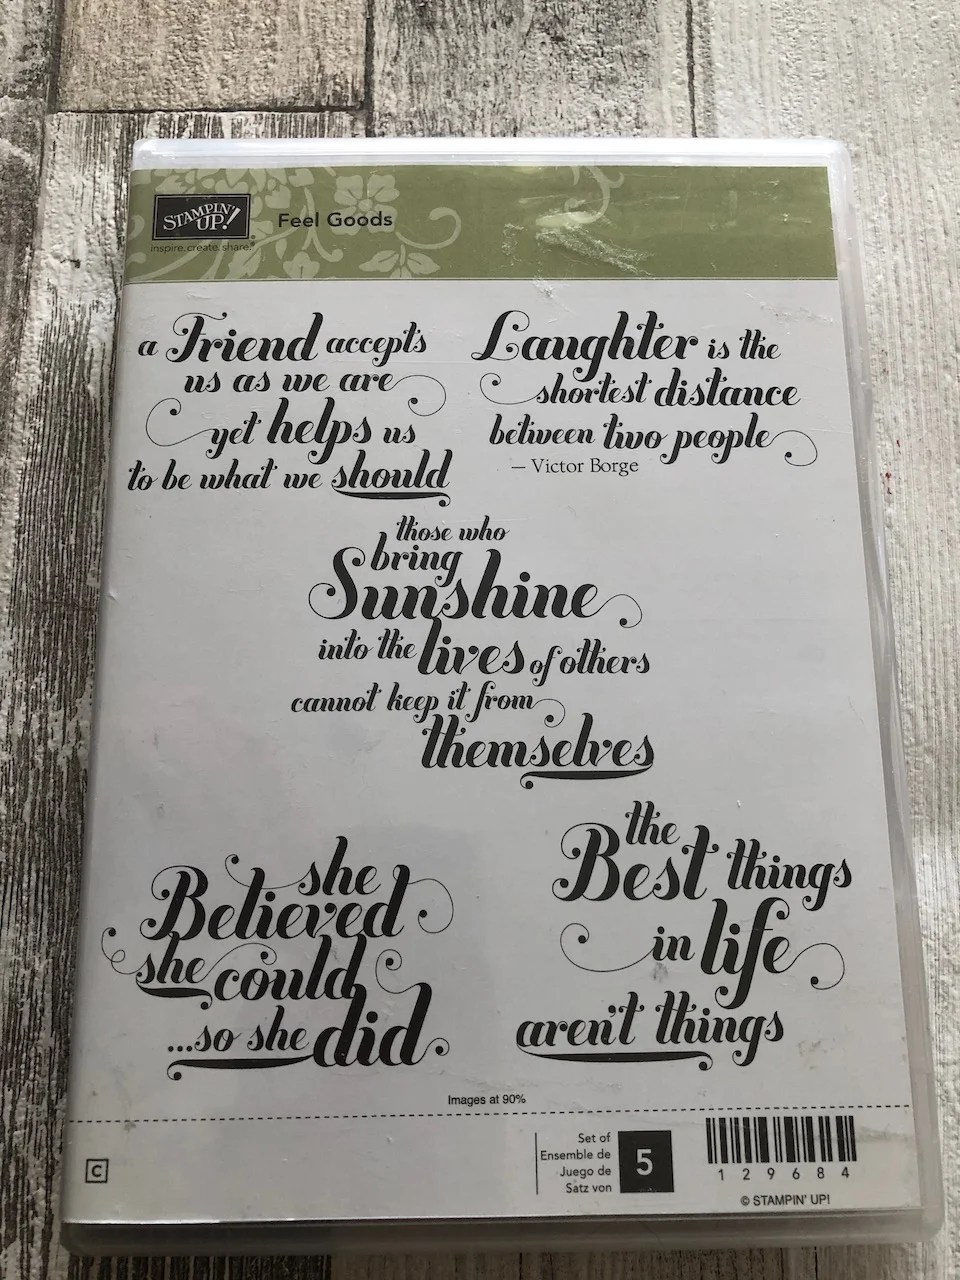 STAMPIN' UP!
inspire.create.share.®
Feel Goods
a Friend accepts
us as we are
yet helps us
to be what we should
Laughter is the
shortest distance
between two people
– Victor Borge
those who
bring
Sunshine
into the lives of others
cannot keep it from
themselves
she
Believed
she could
...so she did
the
Best things
in life
aren't things
Images at 90%
C
Set of
Ensemble de
Juego de
Satz von
5
129684
© STAMPIN' UP!